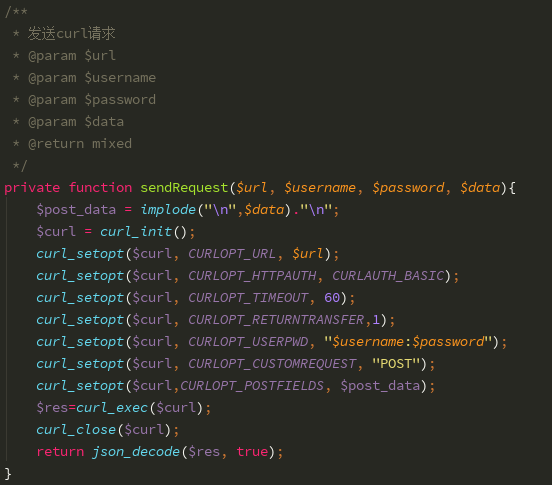 /**
 * 发送curl请求
 * @param $url
 * @param $username
 * @param $password
 * @param $data
 * @return mixed
 */
private function sendRequest($url, $username, $password, $data){
    $post_data = implode("\n",$data)."\n";
    $curl = curl_init();
    curl_setopt($curl, CURLOPT_URL, $url);
    curl_setopt($curl, CURLOPT_HTTPAUTH, CURLAUTH_BASIC);
    curl_setopt($curl, CURLOPT_TIMEOUT, 60);
    curl_setopt($curl, CURLOPT_RETURNTRANSFER,1);
    curl_setopt($curl, CURLOPT_USERPWD, "$username:$password");
    curl_setopt($curl, CURLOPT_CUSTOMREQUEST, "POST");
    curl_setopt($curl,CURLOPT_POSTFIELDS, $post_data);
    $res=curl_exec($curl);
    curl_close($curl);
    return json_decode($res, true);
}